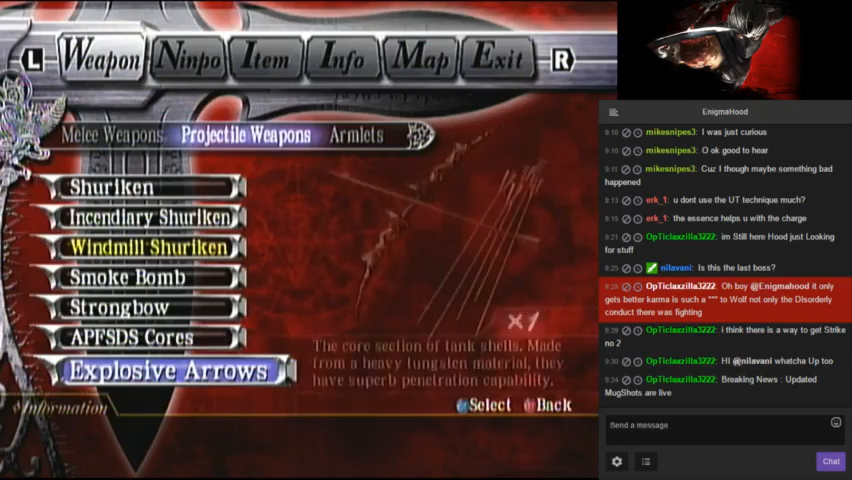 L Weapon Ninpo Item Info Map Exit R
Melee Weapons Projectile Weapons Armlets
Shuriken
Incendiary Shuriken
Windmill Shuriken
Smoke Bomb
Strongbow
APFSDS Cores
Explosive Arrows
×1
The core section of tank shells. Made
from a heavy tungsten material, they
have superb penetration capability.
Information
Select Back
EnigmaHood
9:10 mikesnipes3: I was just curious
9:10 mikesnipes3: O ok good to hear
9:11 mikesnipes3: Cuz I though maybe something bad
happened
9:13 erk_1: u dont use the UT technique much?
9:18 erk_1: the essence helps u with the charge
9:21 OpTiclaxzilla3222: im Still here Hood just Looking
for stuff
9:25 nilavani: Is this the last boss?
9:28 OpTiclaxzilla3222: Oh boy @Enigmahood it only
gets better karma is such a *** to Wolf not only the Disorderly
conduct there was fighting
9:29 OpTiclaxzilla3222: i think there is a way to get Strike
no 2
9:30 OpTiclaxzilla3222: HI @nilavani whatcha Up too
9:34 OpTiclaxzilla3222: Breaking News : Updated
MugShots are live
Send a message
Chat